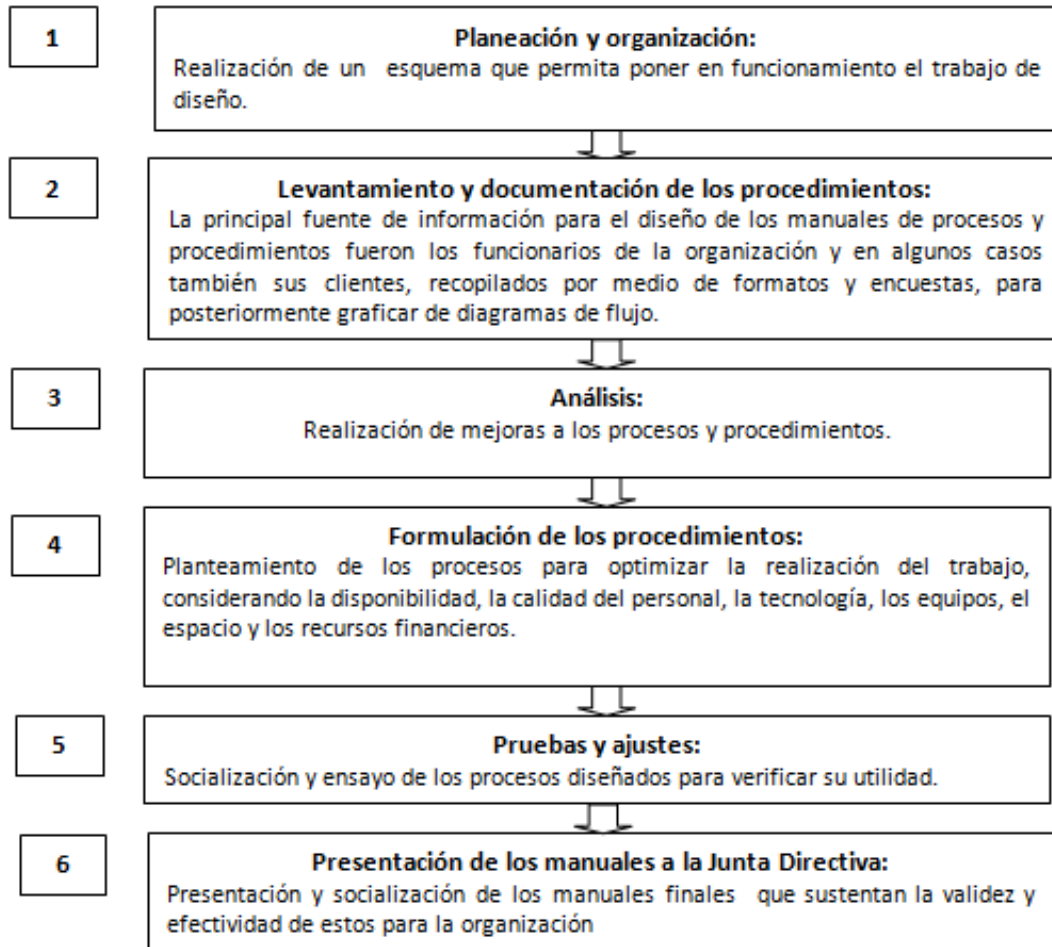 1
Planeación y organización:
Realización de un esquema que permita poner en funcionamiento el trabajo de
diseño.
2
Levantamiento y documentación de los procedimientos:
La principal fuente de información para el diseño de los manuales de procesos y
procedimientos fueron los funcionarios de la organización y en algunos casos
también sus clientes, recopilados por medio de formatos y encuestas, para
posteriormente graficar de diagramas de flujo.
3
Análisis:
Realización de mejoras a los procesos y procedimientos.
4
Formulación de los procedimientos:
Planteamiento de los procesos para optimizar la realización del trabajo,
considerando la disponibilidad, la calidad del personal, la tecnología, los equipos, el
espacio y los recursos financieros.
5
Pruebas y ajustes:
Socialización y ensayo de los procesos diseñados para verificar su utilidad.
6
Presentación de los manuales a la Junta Directiva:
Presentación y socialización de los manuales finales que sustentan la validez y
efectividad de estos para la organización